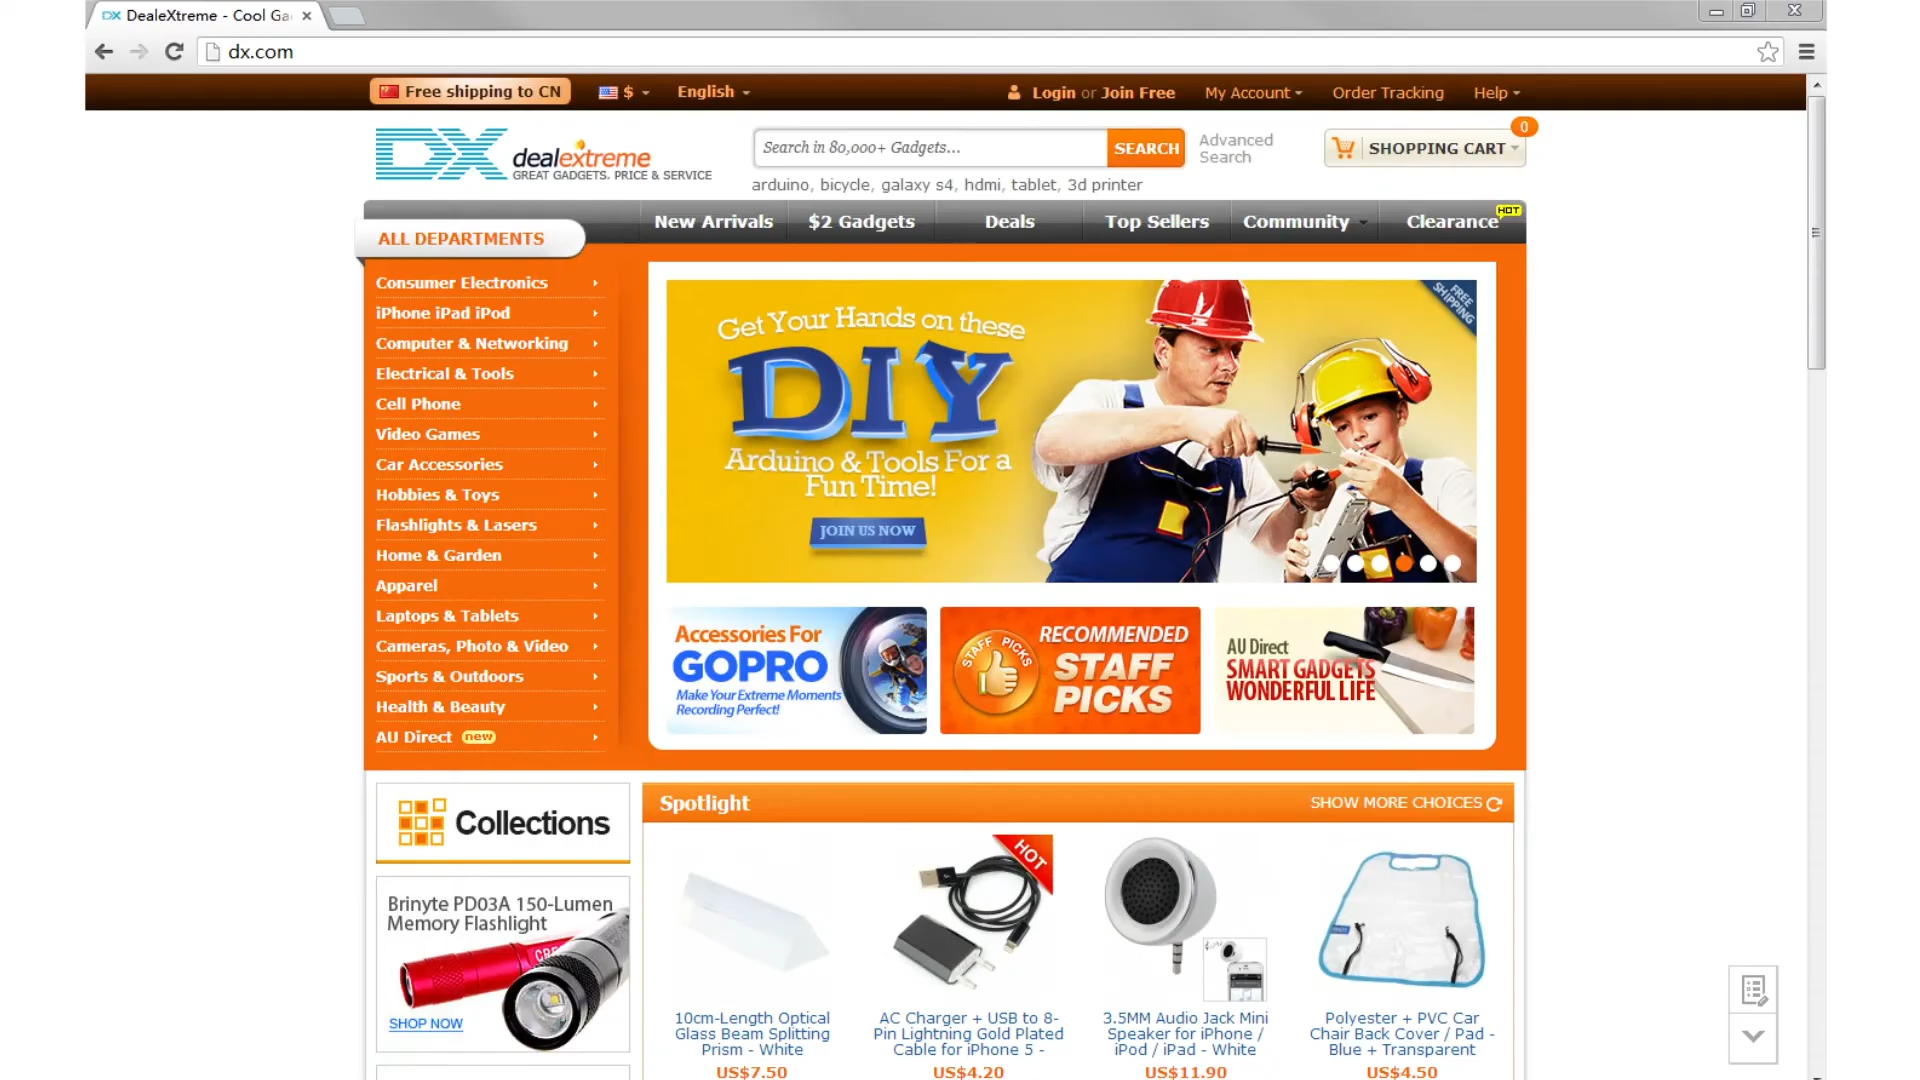 DX DealeXtreme - Cool Ga
dx.com
Free shipping to CN
$
English
Login or Join Free
My Account
Order Tracking
Help
DX
dealextreme
GREAT GADGETS. PRICE & SERVICE
Search in 80,000+ Gadgets...
SEARCH
Advanced
Search
0
SHOPPING CART
arduino, bicycle, galaxy s4, hdmi, tablet, 3d printer
New Arrivals
$2 Gadgets
Deals
Top Sellers
Community
Clearance
HOT
ALL DEPARTMENTS
Consumer Electronics
iPhone iPad iPod
Computer & Networking
Electrical & Tools
Cell Phone
Video Games
Car Accessories
Hobbies & Toys
Flashlights & Lasers
Home & Garden
Apparel
Laptops & Tablets
Cameras, Photo & Video
Sports & Outdoors
Health & Beauty
AU Direct new
Get Your Hands on these
DIY
Arduino & Tools For a
Fun Time!
JOIN US NOW
FREE
SHIPPING
Accessories For
GOPRO
Make Your Extreme Moments
Recording Perfect!
STAFF PICKS
RECOMMENDED
STAFF
PICKS
AU Direct
SMART GADGETS
WONDERFUL LIFE
Collections
Brinyte PD03A 150-Lumen
Memory Flashlight
CRE
SHOP NOW
Spotlight
SHOW MORE CHOICES
HOT
10cm-Length Optical
Glass Beam Splitting
Prism - White
US$7.50
AC Charger + USB to 8-
Pin Lightning Gold Plated
Cable for iPhone 5 -
US$4.20
3.5MM Audio Jack Mini
Speaker for iPhone /
iPod / iPad - White
US$11.90
Polyester + PVC Car
Chair Back Cover / Pad -
Blue + Transparent
US$4.50